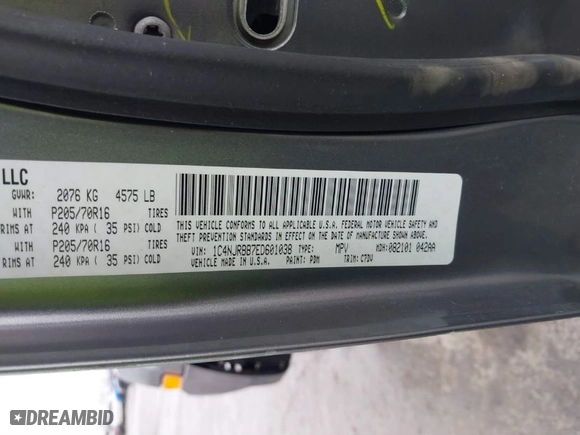 LLC
GVWR: 2076 KG 4575 LB
WITH P205/70R16 TIRES
RIMS AT 240 KPA ( 35 PSI) COLD
WITH P205/70R16 TIRES
RIMS AT 240 KPA ( 35 PSI) COLD
THIS VEHICLE CONFORMS TO ALL APPLICABLE U.S.A. FEDERAL MOTOR VEHICLE SAFETY AND
THEFT PREVENTION STANDARDS IN EFFECT ON THE DATE OF MANUFACTURE SHOWN ABOVE.
VIN: 1C4NJRBB7ED601038 TYPE: MPV MDH: 082101 042AA
VEHICLE MADE IN U.S.A. PAINT: PDM TRIM: C7DV
DREAMBID